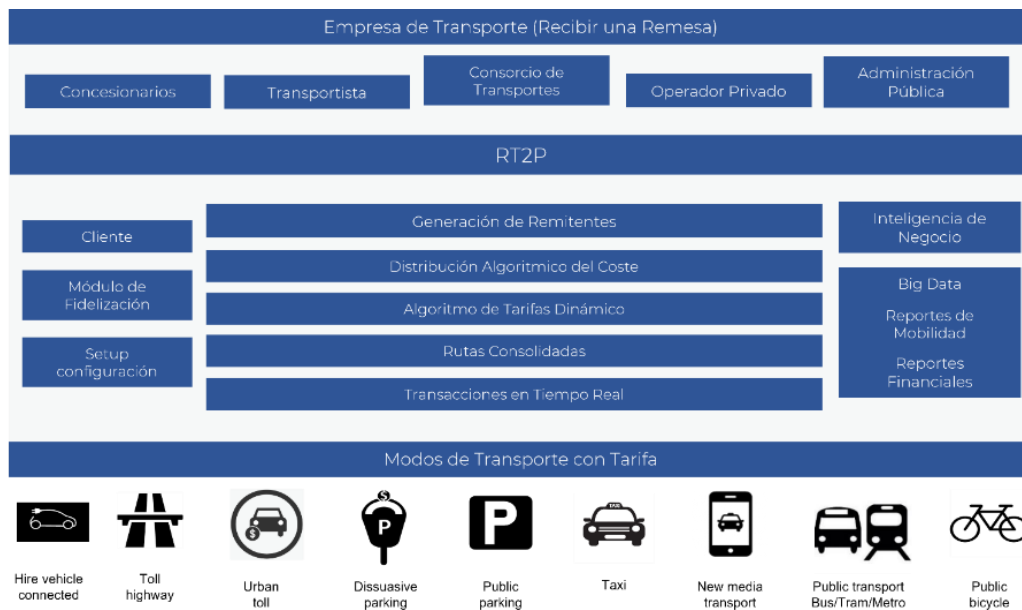 Empresa de Transporte (Recibir una Remesa)
Concesionarios
Transportista
Consorcio de
Transportes
Operador Privado
Administración
Pública
RT2P
Cliente
Módulo de
Fidelización
Setup
configuración
Generación de Remitentes
Distribución Algoritmico del Coste
Algoritmo de Tarifas Dinámico
Rutas Consolidadas
Transacciones en Tiempo Real
Inteligencia de
Negocio
Big Data
Reportes de
Mobilidad
Reportes
Financiales
Modos de Transporte con Tarifa
$
P
$
P
TAXI
Hire vehicle
connected
Toll
highway
Urban
toll
Dissuasive
parking
Public
parking
Taxi
New media
transport
Public transport
Bus/Tram/Metro
Public
bicycle